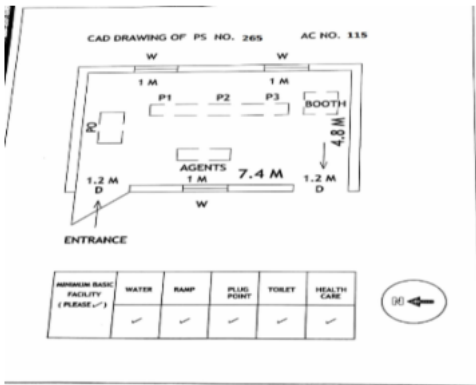 CAD DRAWING OF PS NO. 265 AC NO. 115
W W
1 M 1 M
P1 P2 P3 BOOTH
PO
4.8 M
AGENTS
1.2 M 1 M 7.4 M 1.2 M
D D
W
ENTRANCE
MINIMUM BASIC FACILITY (PLEASE ✓) WATER RAMP PLUG POINT TOILET HEALTH CARE
✓ ✓ ✓ ✓ ✓
N